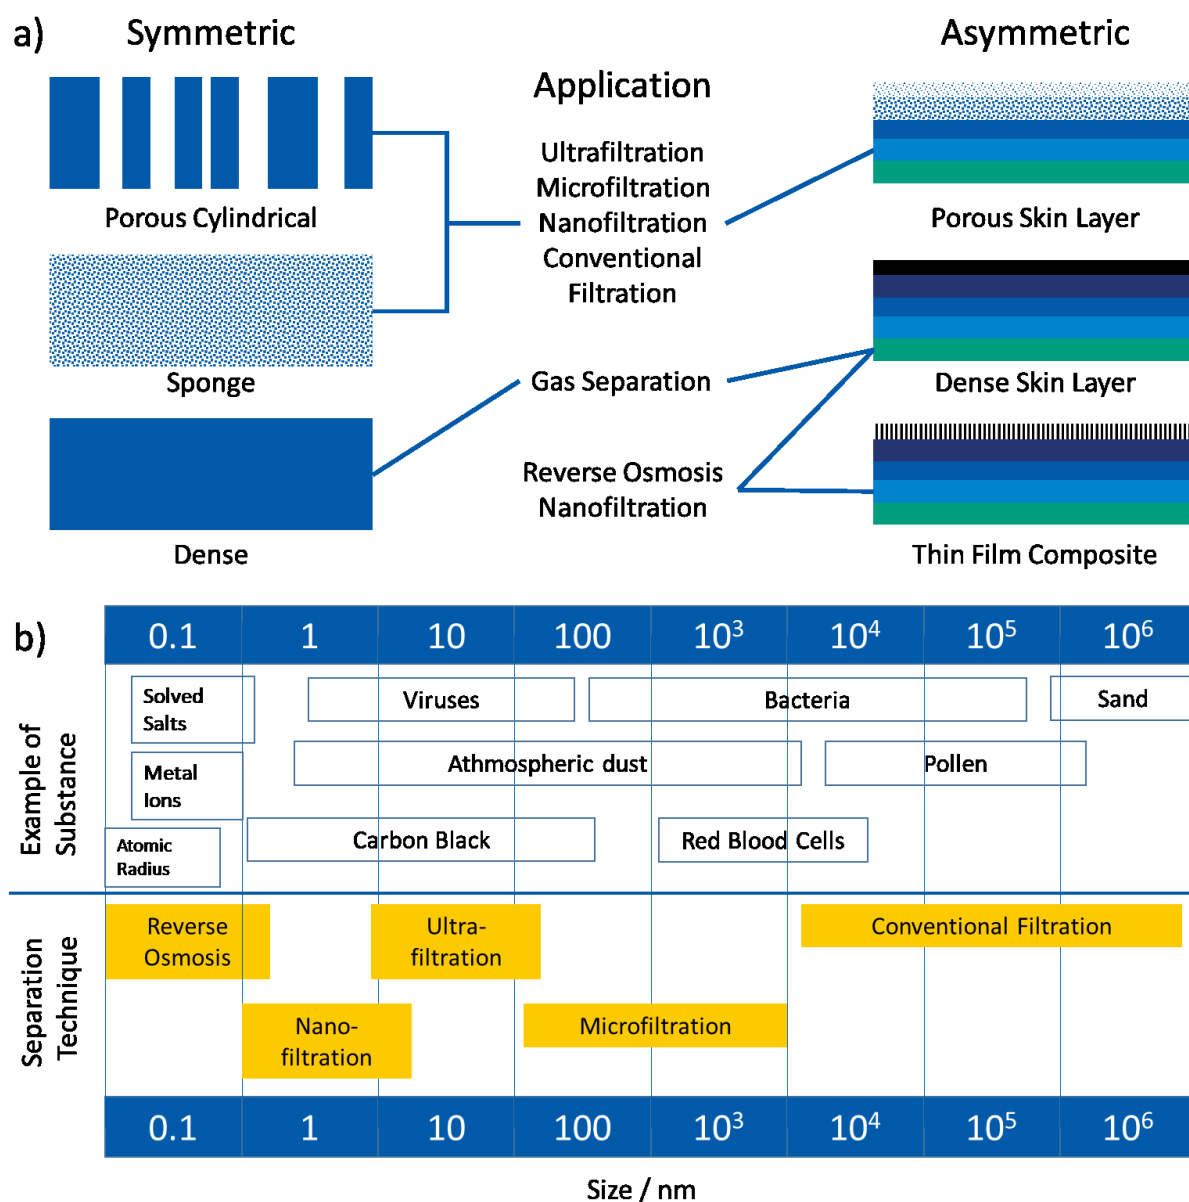 a)
Symmetric
Asymmetric
Application
Porous Cylindrical
Sponge
Dense
Ultrafiltration
Microfiltration
Nanofiltration
Conventional
Filtration
Gas Separation
Reverse Osmosis
Nanofiltration
Porous Skin Layer
Dense Skin Layer
Thin Film Composite
b)
0.1 1 10 100 10³ 10⁴ 10⁵ 10⁶
Example of
Substance
Solved
Salts
Viruses
Bacteria
Sand
Metal
Ions
Athmospheric dust
Pollen
Atomic
Radius
Carbon Black
Red Blood Cells
Separation
Technique
Reverse
Osmosis
Ultra-
filtration
Conventional Filtration
Nano-
filtration
Microfiltration
0.1 1 10 100 10³ 10⁴ 10⁵ 10⁶
Size / nm